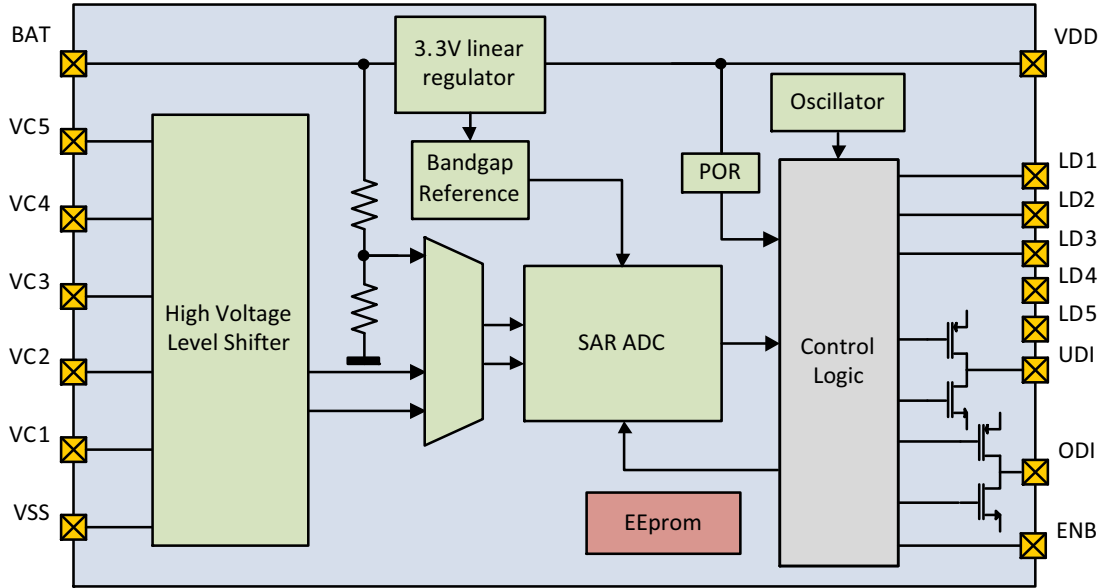 BAT
VDD
3.3V linear
regulator
Oscillator
VC5
Bandgap
Reference
POR
LD1
VC4
LD2
LD3
VC3
LD4
High Voltage
Level Shifter
SAR ADC
Control
Logic
LD5
VC2
UDI
VC1
ODI
VSS
EEprom
ENB